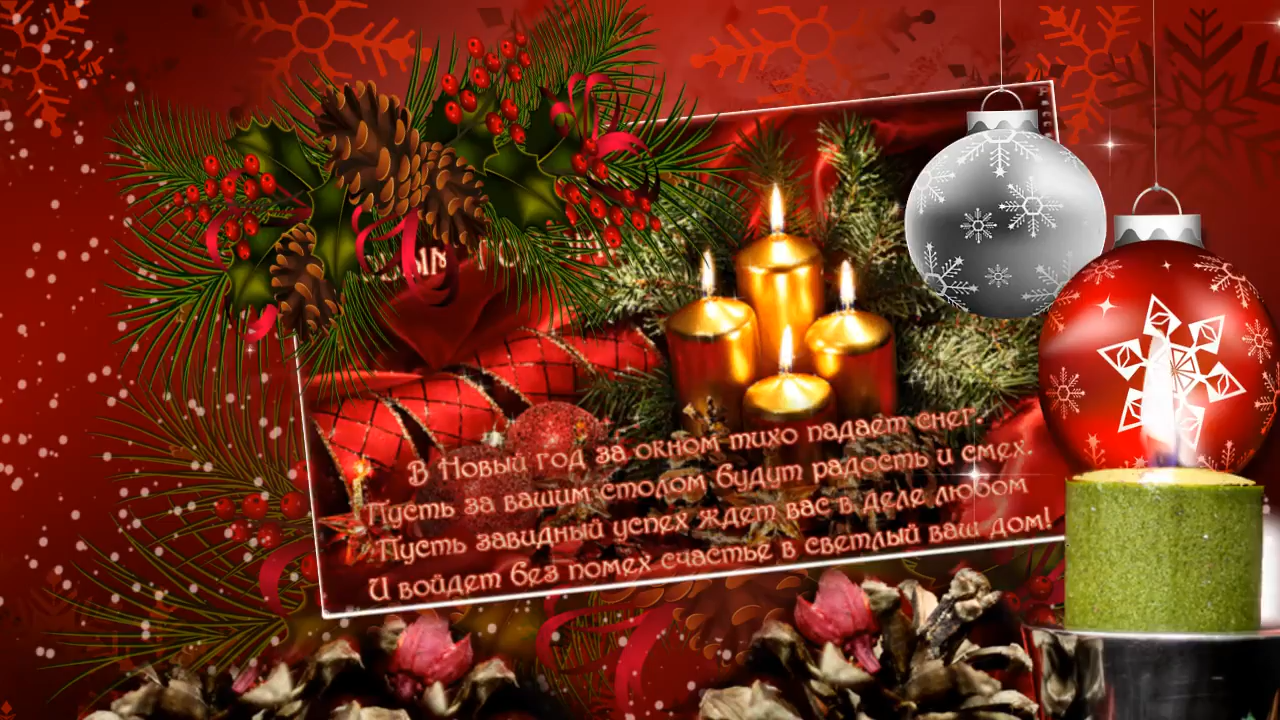 В Новый год за окном тихо падает снег.
Пусть за вашим столом будут радость и смех.
Пусть завидный успех ждет вас в деле любом
И войдет без помех счастье в светлый ваш дом!